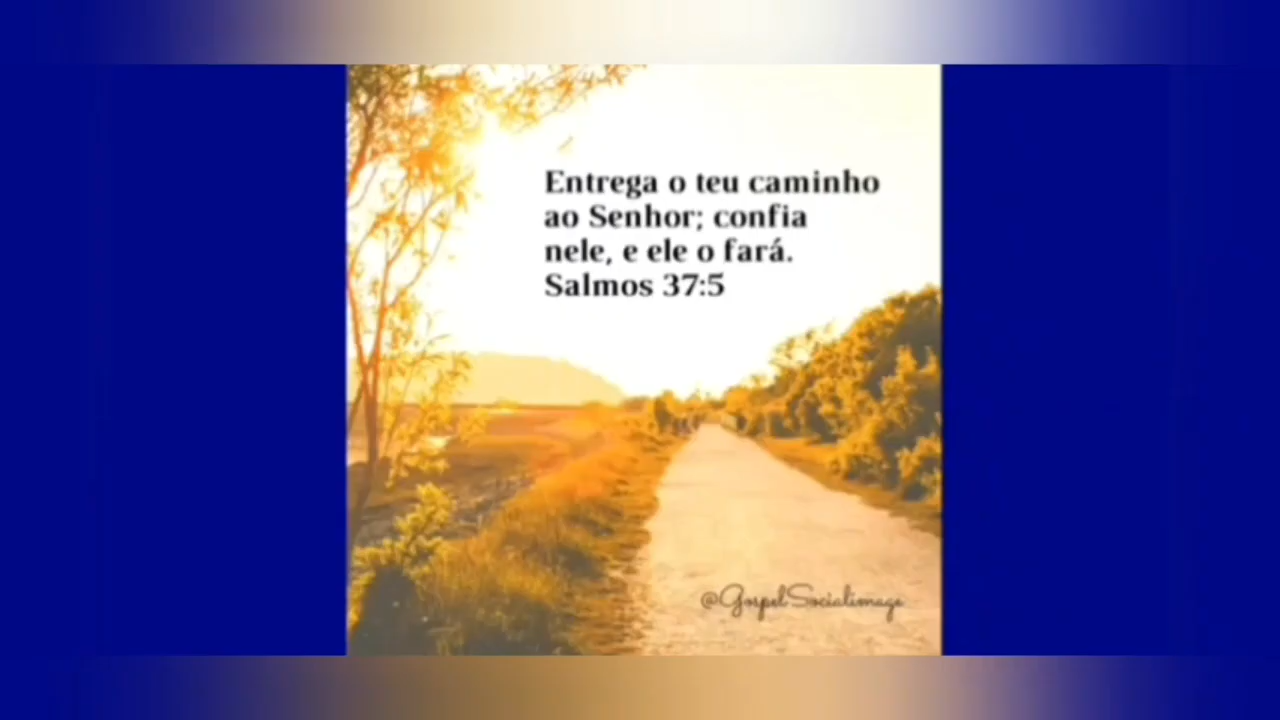 Entrega o teu caminho
ao Senhor; confia
nele, e ele o fará.
Salmos 37:5
@GospelSocialimage